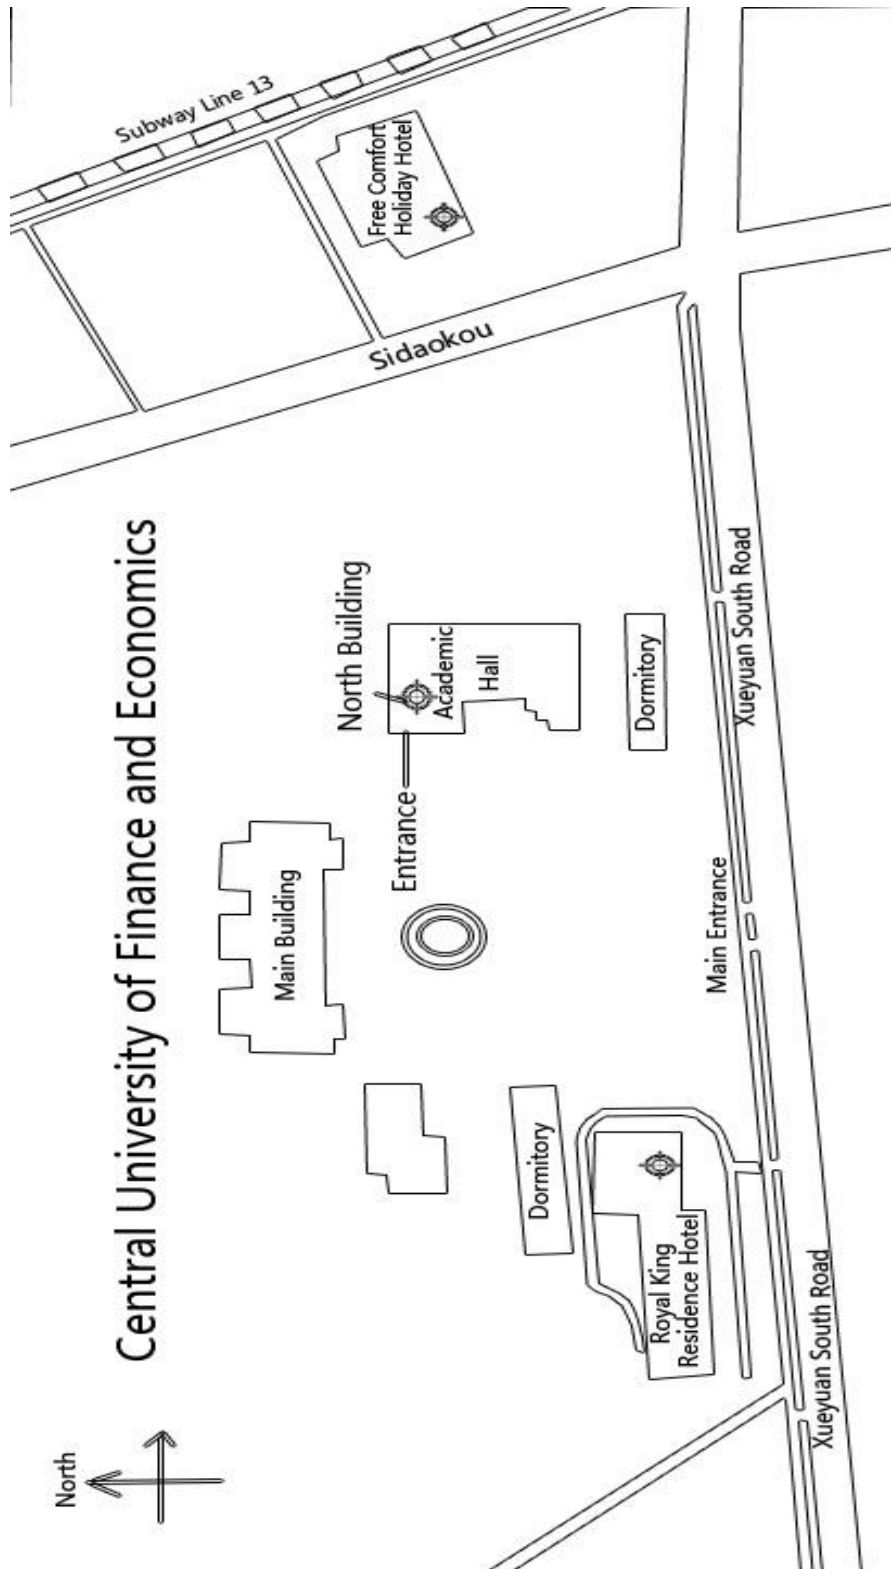 North
Central University of Finance and Economics
Subway Line 13
Main Building
North Building
Free Comfort
Holiday Hotel
Sidaokou
Entrance
Academic
Hall
Dormitory
Dormitory
Royal King
Residence Hotel
Main Entrance
Xueyuan South Road
Xueyuan South Road